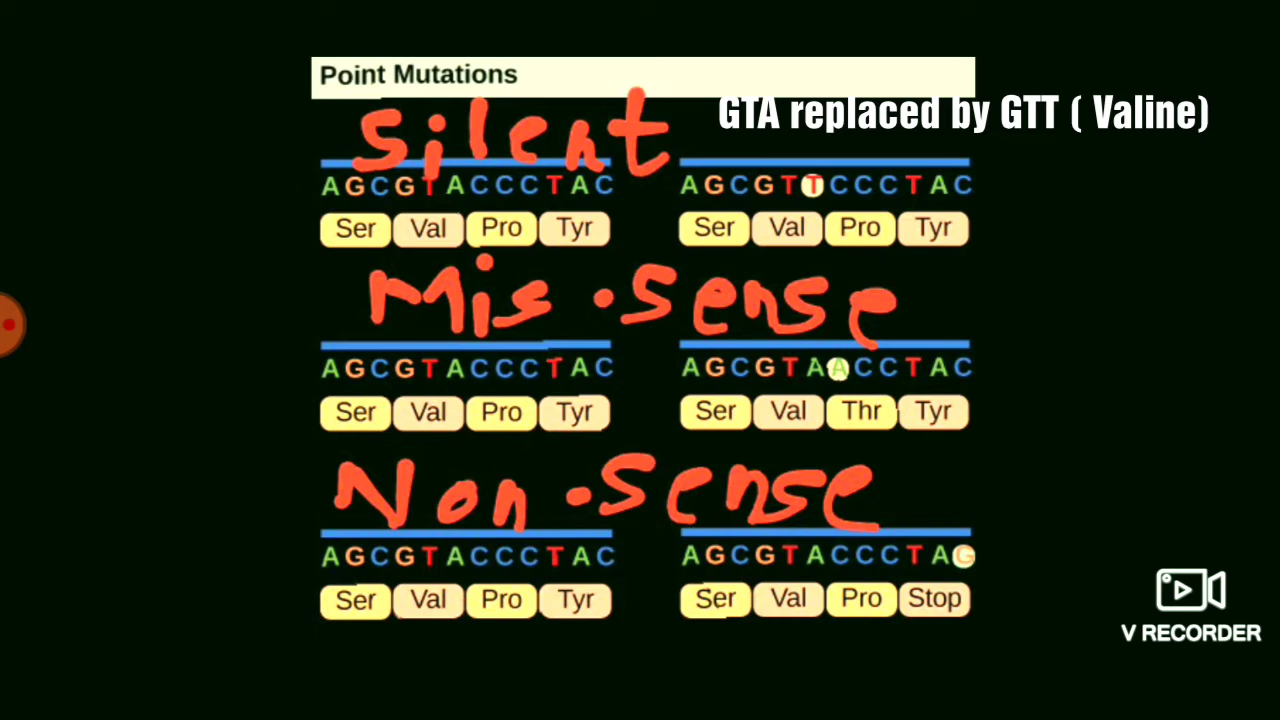 Point Mutations
GTA replaced by GTT ( Valine)
Silent
AGCGTACCCTAC AGCGTTCCCTAC
Ser Val Pro Tyr Ser Val Pro Tyr
Mis-sense
AGCGTACCCTAC AGCGTAACCTAC
Ser Val Pro Tyr Ser Val Thr Tyr
Non-sense
AGCGTACCCTAC AGCGTACCCTAG
Ser Val Pro Tyr Ser Val Pro Stop
V RECORDER